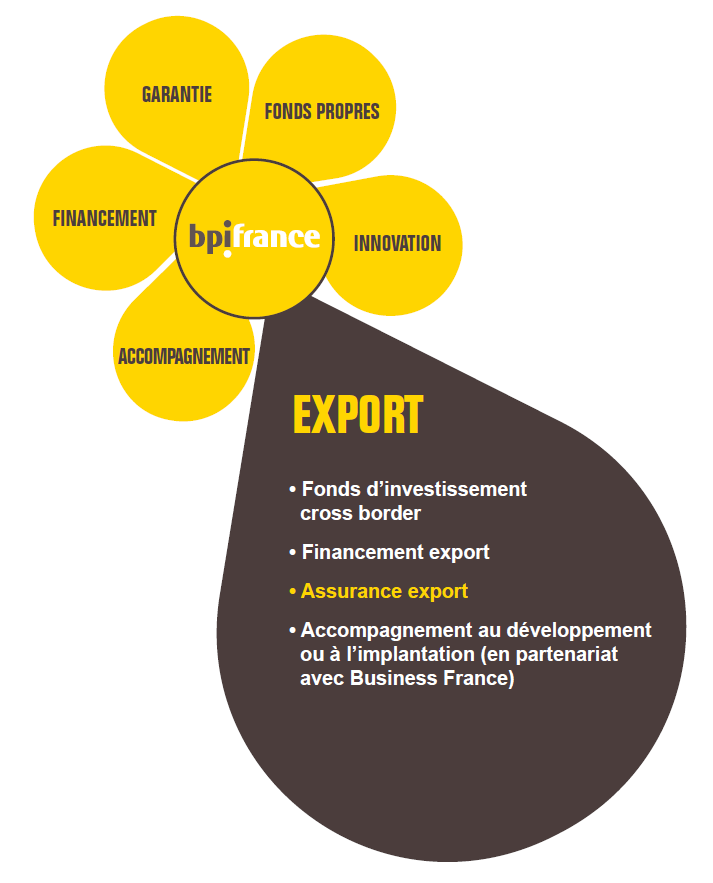 GARANTIE
FONDS PROPRES
FINANCEMENT
bpifrance
INNOVATION
ACCOMPAGNEMENT
EXPORT
• Fonds d’investissement
cross border
• Financement export
• Assurance export
• Accompagnement au développement
ou à l’implantation (en partenariat
avec Business France)